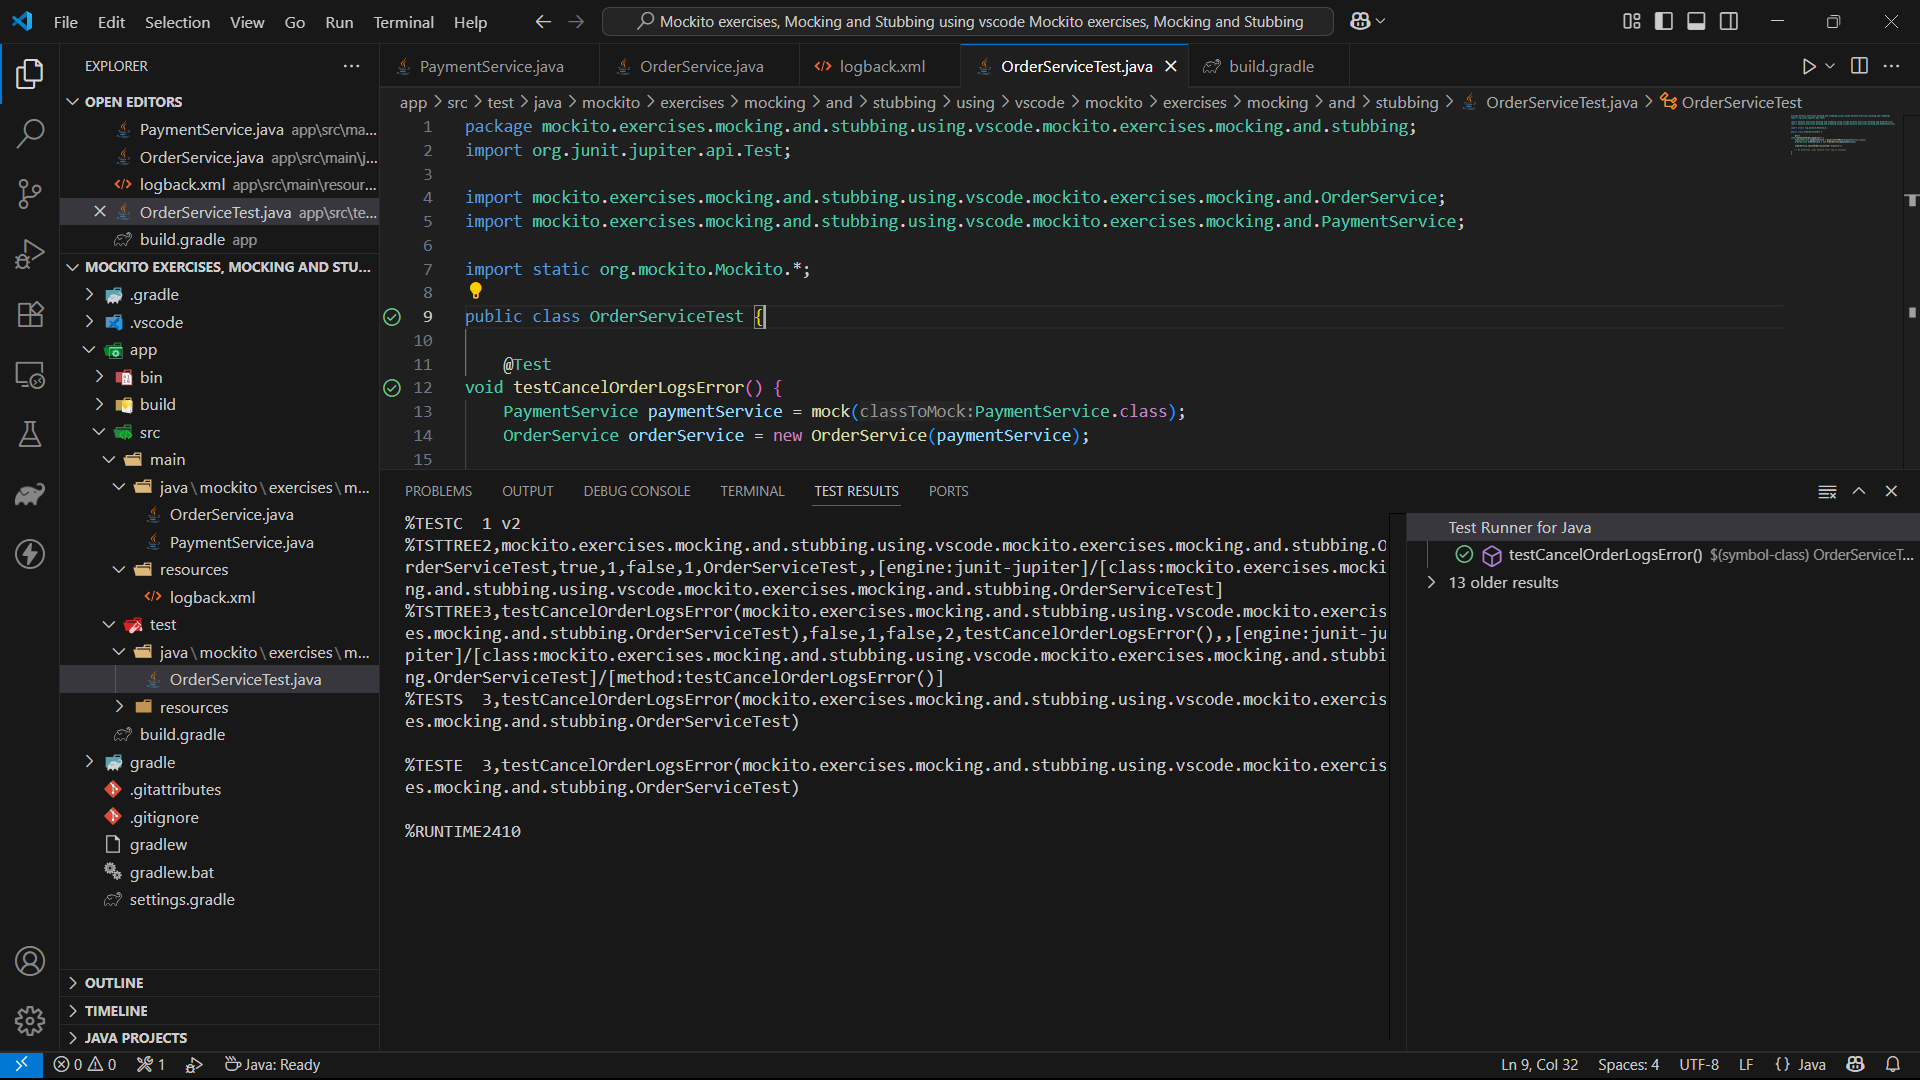 File Edit Selection View Go Run Terminal Help
Mockito exercises, Mocking and Stubbing using vscode Mockito exercises, Mocking and Stubbing
EXPLORER
OPEN EDITORS
PaymentService.java app\src\ma...
OrderService.java app\src\main\j...
logback.xml app\src\main\resour...
OrderServiceTest.java app\src\te...
build.gradle app
MOCKITO EXERCISES, MOCKING AND STU...
.gradle
.vscode
app
bin
build
src
main
java\mockito\exercises\m...
OrderService.java
PaymentService.java
resources
logback.xml
test
java\mockito\exercises\m...
OrderServiceTest.java
resources
build.gradle
gradle
.gitattributes
.gitignore
gradlew
gradlew.bat
settings.gradle
OUTLINE
TIMELINE
JAVA PROJECTS
PaymentService.java OrderService.java logback.xml OrderServiceTest.java build.gradle
app > src > test > java > mockito > exercises > mocking > and > stubbing > using > vscode > mockito > exercises > mocking > and > stubbing > OrderServiceTest.java > OrderServiceTest
1 package mockito.exercises.mocking.and.stubbing.using.vscode.mockito.exercises.mocking.and.stubbing;
2 import org.junit.jupiter.api.Test;
3
4 import mockito.exercises.mocking.and.stubbing.using.vscode.mockito.exercises.mocking.and.OrderService;
5 import mockito.exercises.mocking.and.stubbing.using.vscode.mockito.exercises.mocking.and.PaymentService;
6
7 import static org.mockito.Mockito.*;
8
9 public class OrderServiceTest {
10
11 @Test
12 void testCancelOrderLogsError() {
13 PaymentService paymentService = mock(classToMock:PaymentService.class);
14 OrderService orderService = new OrderService(paymentService);
15
PROBLEMS OUTPUT DEBUG CONSOLE TERMINAL TEST RESULTS PORTS
%TESTC 1 v2
%TSTTREE2,mockito.exercises.mocking.and.stubbing.using.vscode.mockito.exercises.mocking.and.stubbing.O
rderServiceTest,true,1,false,1,OrderServiceTest,,[engine:junit-jupiter]/[class:mockito.exercises.mocki
ng.and.stubbing.using.vscode.mockito.exercises.mocking.and.stubbing.OrderServiceTest]
%TSTTREE3,testCancelOrderLogsError(mockito.exercises.mocking.and.stubbing.using.vscode.mockito.exercis
es.mocking.and.stubbing.OrderServiceTest),false,1,false,2,testCancelOrderLogsError(),,[engine:junit-ju
piter]/[class:mockito.exercises.mocking.and.stubbing.using.vscode.mockito.exercises.mocking.and.stubbi
ng.OrderServiceTest]/[method:testCancelOrderLogsError()]
%TESTS 3,testCancelOrderLogsError(mockito.exercises.mocking.and.stubbing.using.vscode.mockito.exercis
es.mocking.and.stubbing.OrderServiceTest)
%TESTE 3,testCancelOrderLogsError(mockito.exercises.mocking.and.stubbing.using.vscode.mockito.exercis
es.mocking.and.stubbing.OrderServiceTest)
%RUNTIME2410
Test Runner for Java
testCancelOrderLogsError() $(symbol-class) OrderServiceT...
13 older results
0 0 1 Java: Ready
Ln 9, Col 32 Spaces: 4 UTF-8 LF {} Java